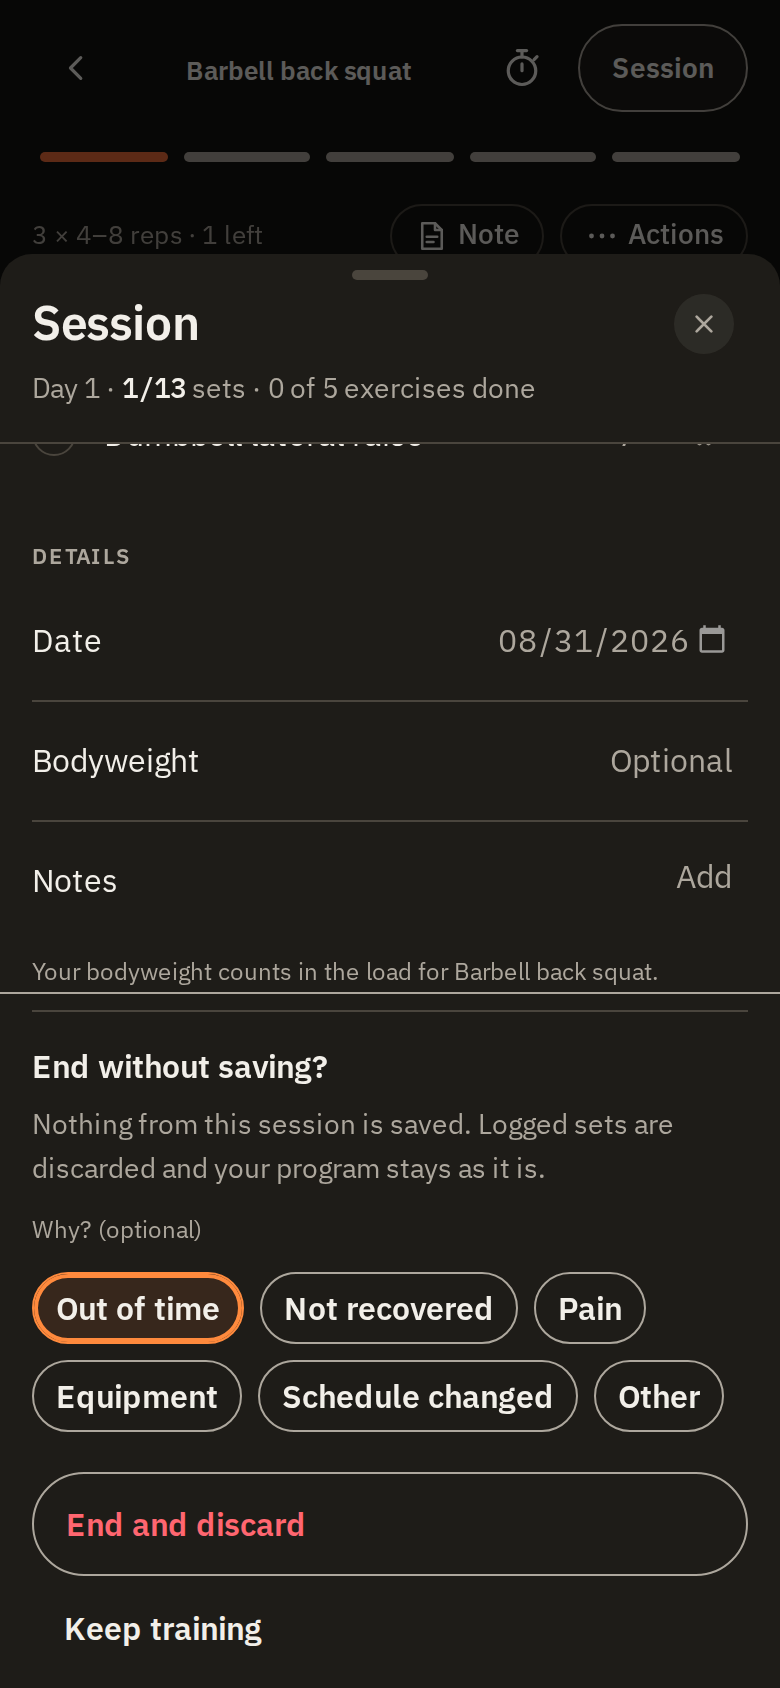 Barbell back squat
Session
3 × 4–8 reps · 1 left
Note
Actions
Session
Day 1 · 1/13 sets · 0 of 5 exercises done
Dumbbell lateral raise
DETAILS
Date
08/31/2026
Bodyweight
Optional
Notes
Add
Your bodyweight counts in the load for Barbell back squat.
End without saving?
Nothing from this session is saved. Logged sets are
discarded and your program stays as it is.
Why? (optional)
Out of time
Not recovered
Pain
Equipment
Schedule changed
Other
End and discard
Keep training